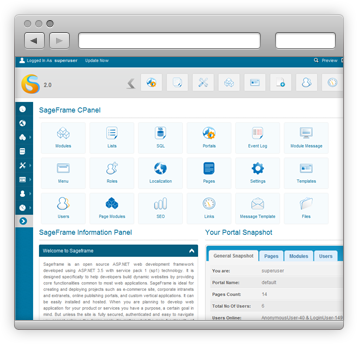 Logged in as: superuser Update Now Preview
2.0
SageFrame CPanel
Modules Lists SQL Portals Event Log Module Message
Menu Roles Localization Pages Settings Templates
Users Page Modules SEO Links Message Template Files
SageFrame Information Panel Your Portal Snapshot
Welcome to Sageframe
General Snapshot Pages Modules Users
SageFrame is an open source ASP.NET web development framework
developed using ASP.NET 3.5 with service pack 1 (sp1) technology. It is
designed specifically to help developers build dynamic websites by providing
core functionalities common to most web applications. SageFrame is ideal for
creating and deploying projects such as e-commerce site, corporate intranets
and extranets, online publishing portals, and custom vertical applications. It can
be easily installed and hosted. When you are planning to develop web
application for your product or services you have a purpose, a certain goal in
mind. But unless the site is fully secured, authenticated and easy to navigate
You are: superuser
Portal Name: default
Pages Count: 14
Total No Of Users: 6
Users Online: AnonymousUser-40 & LoginUser-140